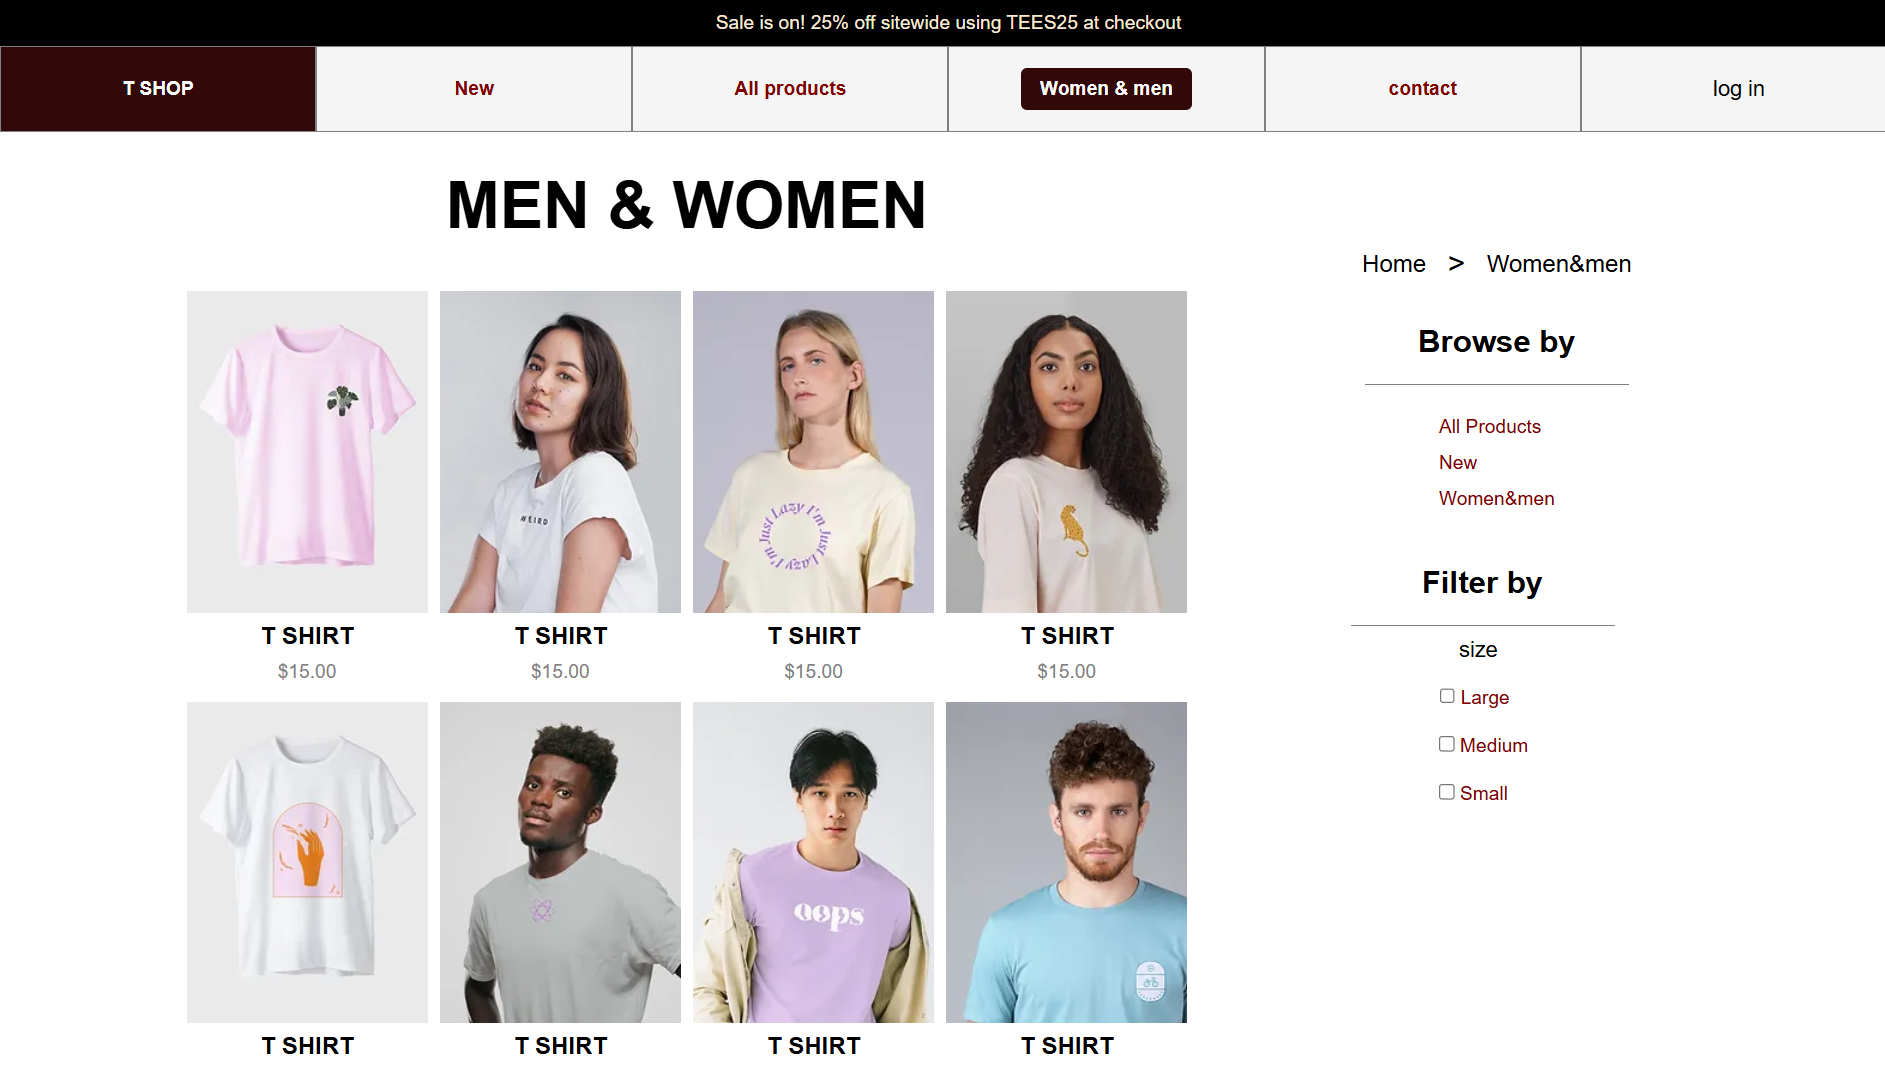 Sale is on! 25% off sitewide using TEES25 at checkout
T SHOP
New
All products
Women & men
contact
log in
MEN & WOMEN
Home > Women&men
Browse by
All Products
New
Women&men
Filter by
size
Large
Medium
Small
WEIRD
Just Lazy I'm Just Lazy I'm
T SHIRT
$15.00
T SHIRT
$15.00
T SHIRT
$15.00
T SHIRT
$15.00
oops
T SHIRT
T SHIRT
T SHIRT
T SHIRT